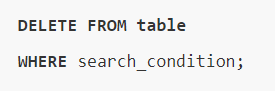 DELETE FROM table
WHERE search_condition;